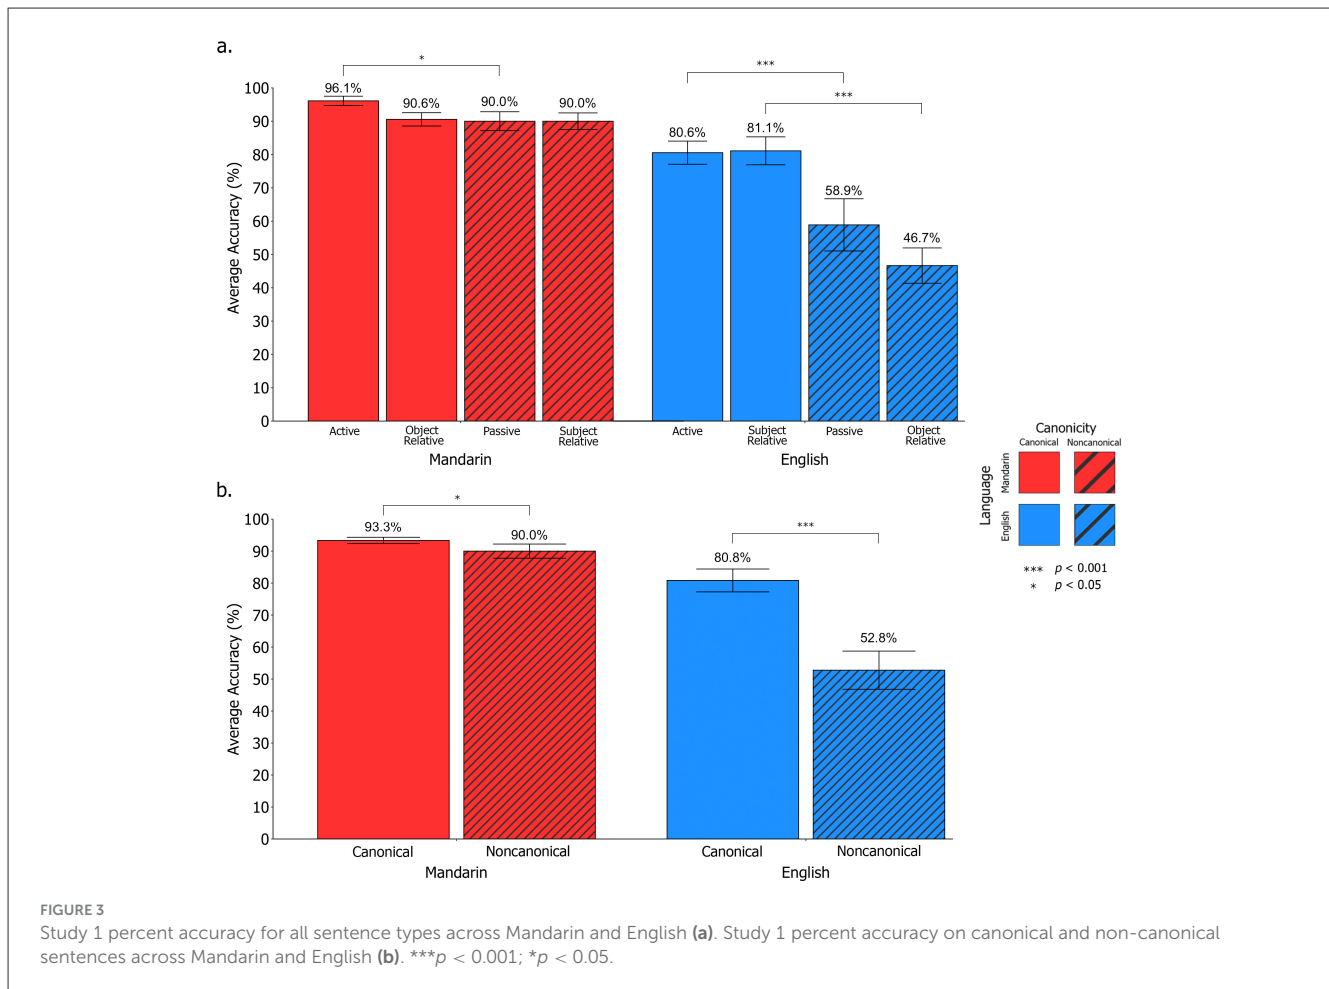 a.
*
***
***
100
90
80
70
60
50
40
30
20
10
0
Average Accuracy (%)
96.1%
90.6%
90.0%
90.0%
80.6%
81.1%
58.9%
46.7%
Active
Object Relative
Passive
Subject Relative
Active
Subject Relative
Passive
Object Relative
Mandarin
English
Canonicity
Canonical
Noncanonical
Language
Mandarin
English
*** p < 0.001
* p < 0.05
b.
*
***
100
90
80
70
60
50
40
30
20
10
0
Average Accuracy (%)
93.3%
90.0%
80.8%
52.8%
Canonical
Noncanonical
Canonical
Noncanonical
Mandarin
English
FIGURE 3
Study 1 percent accuracy for all sentence types across Mandarin and English (a). Study 1 percent accuracy on canonical and non-canonical
sentences across Mandarin and English (b). ***p < 0.001; *p < 0.05.